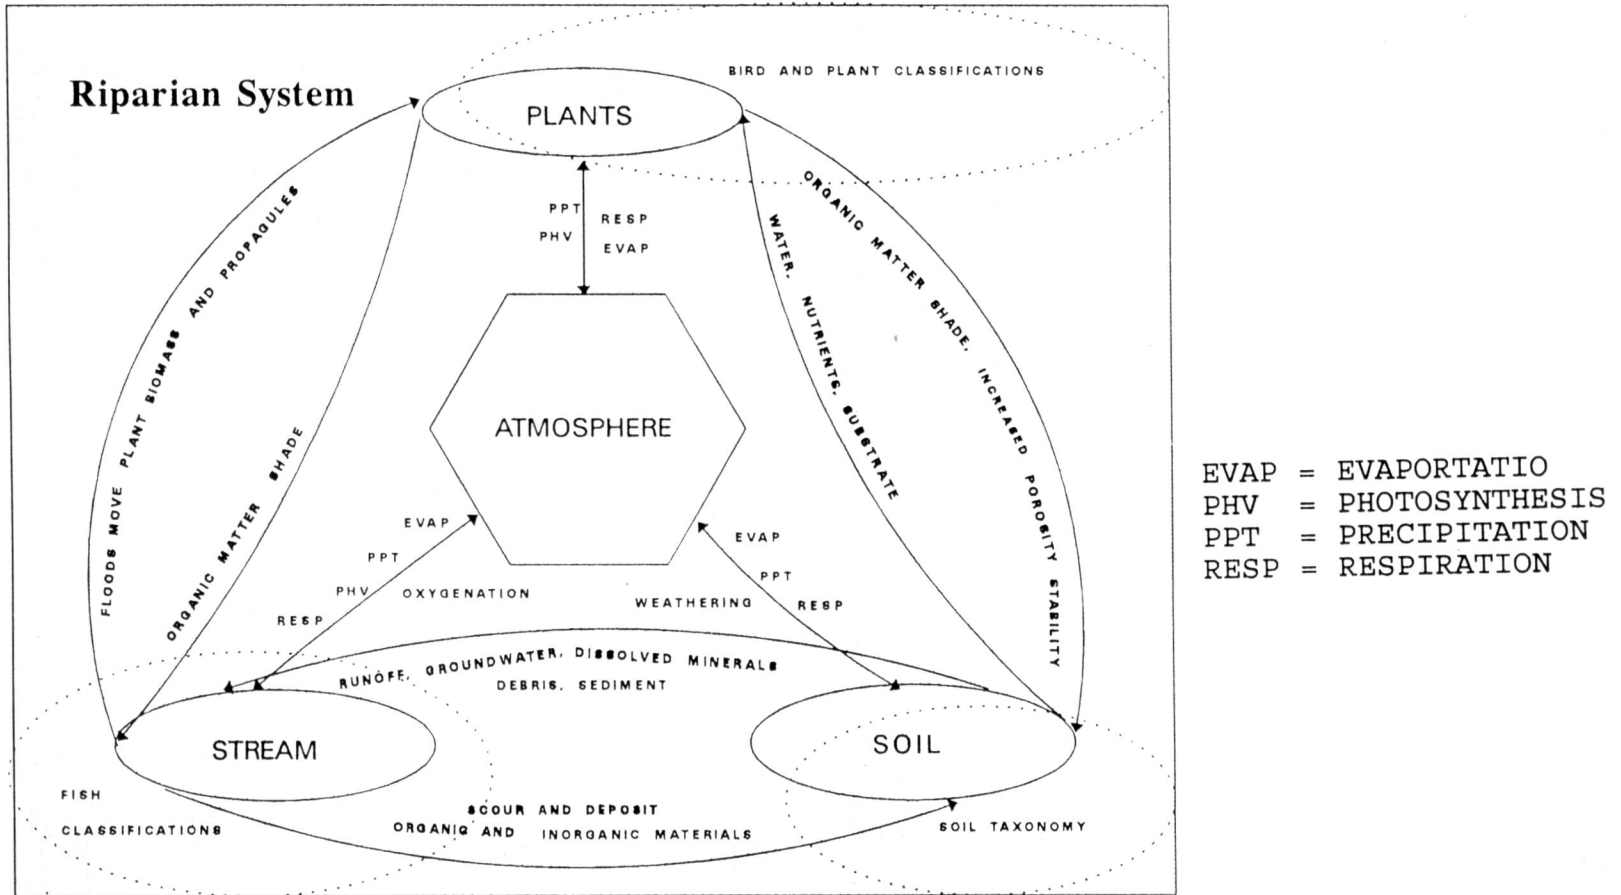 Riparian System
BIRD AND PLANT CLASSIFICATIONS
PLANTS
PPT
RESP
PHV
EVAP
FLOODS MOVE PLANT BIOMASS AND PROPAGULES
ORGANIC MATTER SHADE
WATER, NUTRIENTS, SUBSTRATE
ORGANIC MATTER SHADE, INCREASED POROSITY STABILITY
ATMOSPHERE
EVAP
PPT
PHV
OXYGENATION
RESP
EVAP
PPT
WEATHERING
RESP
RUNOFF, GROUNDWATER, DISSOLVED MINERALS
DEBRIS, SEDIMENT
STREAM
SOIL
FISH
CLASSIFICATIONS
SCOUR AND DEPOSIT
ORGANIC AND INORGANIC MATERIALS
SOIL TAXONOMY
EVAP = EVAPORTATIO
PHV = PHOTOSYNTHESIS
PPT = PRECIPITATION
RESP = RESPIRATION